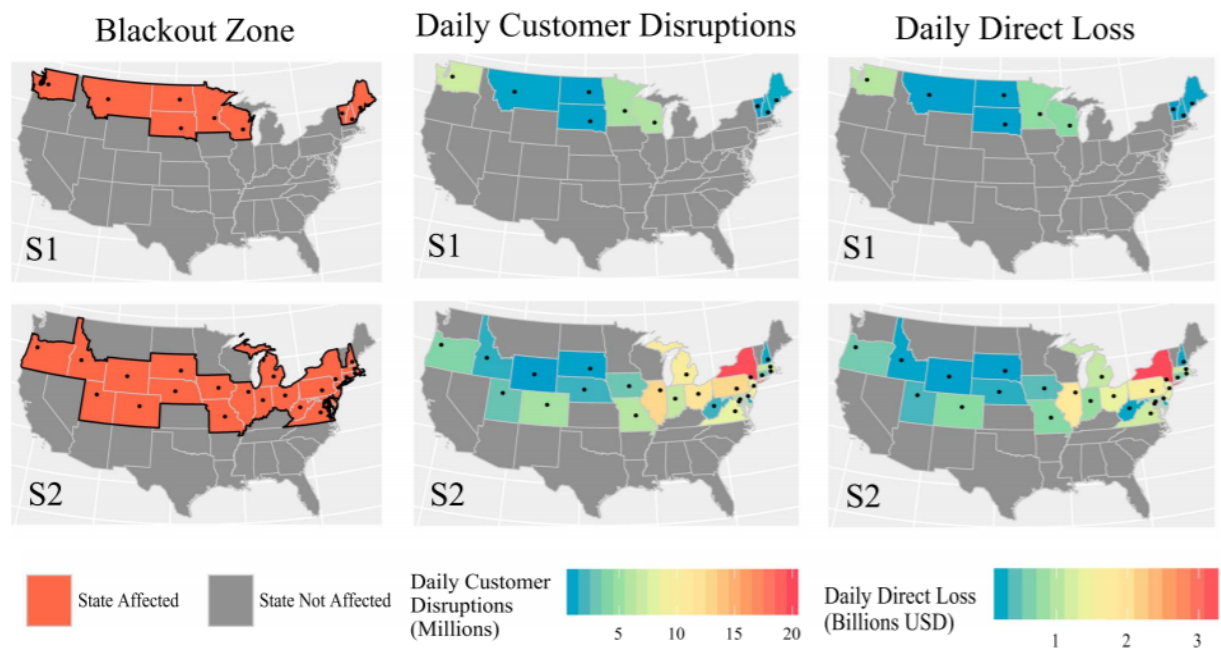 Blackout Zone
Daily Customer Disruptions
Daily Direct Loss
S1
S1
S1
S2
S2
S2
State Affected
State Not Affected
Daily Customer
Disruptions
(Millions)
5
10
15
20
Daily Direct Loss
(Billions USD)
1
2
3